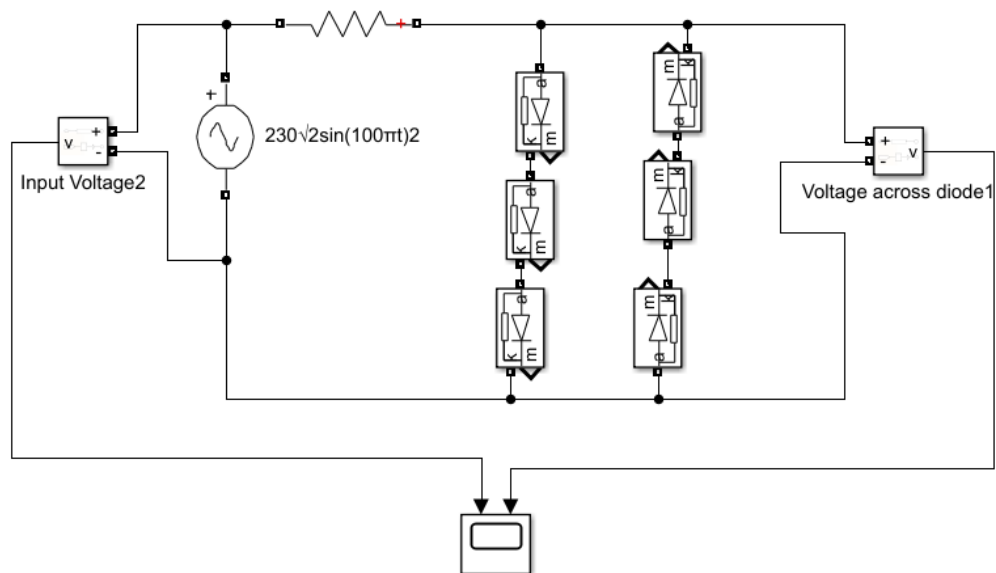 +
+
v
+
-
Input Voltage2
230√2sin(100πt)2
a
k
m
a
k
m
a
k
m
m
k
a
m
k
a
m
k
a
+
-
v
Voltage across diode1